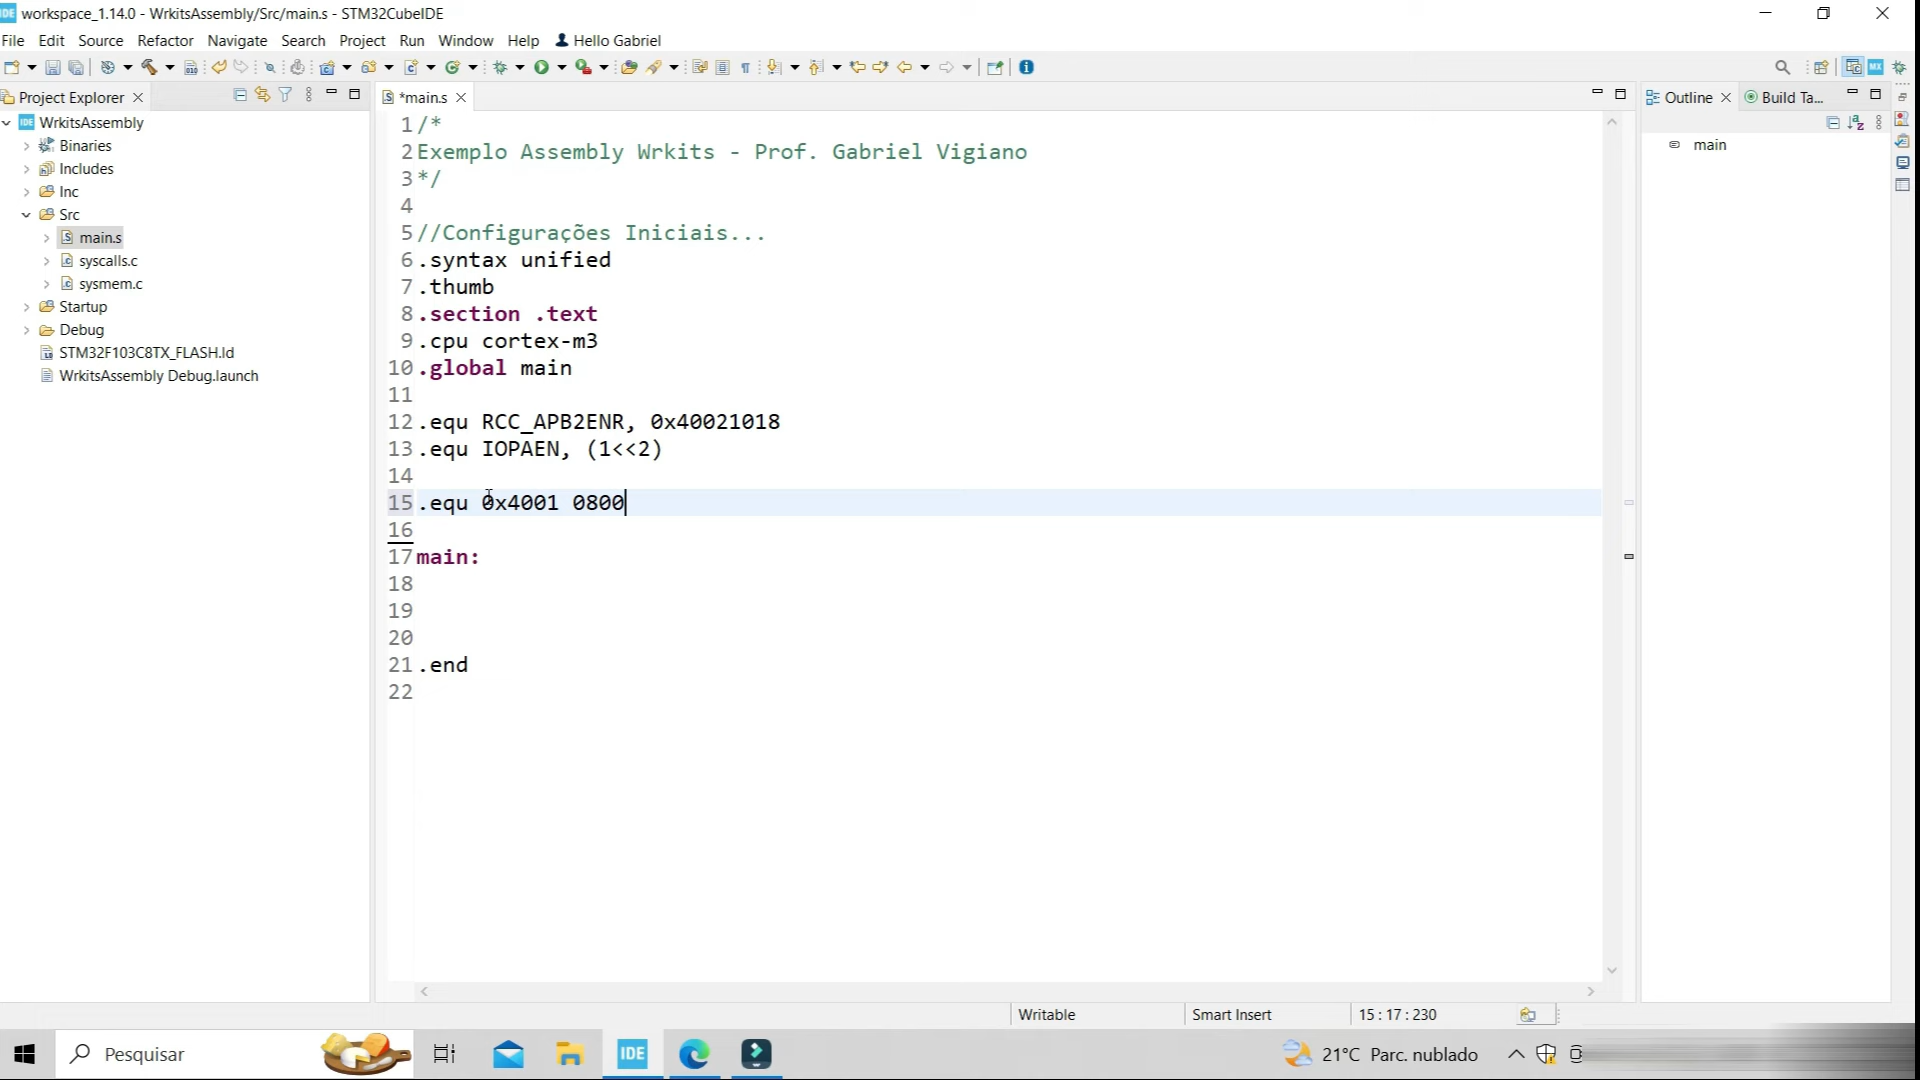 workspace_1.14.0 - WrkitsAssembly/Src/main.s - STM32CubeIDE
File Edit Source Refactor Navigate Search Project Run Window Help Hello Gabriel
Project Explorer
WrkitsAssembly
Binaries
Includes
Inc
Src
main.s
syscalls.c
sysmem.c
Startup
Debug
STM32F103C8TX_FLASH.ld
WrkitsAssembly Debug.launch
*main.s
1 /*
2 Exemplo Assembly Wrkits - Prof. Gabriel Vigiano
3 */
4
5 //Configurações Iniciais...
6 .syntax unified
7 .thumb
8 .section .text
9 .cpu cortex-m3
10 .global main
11
12 .equ RCC_APB2ENR, 0x40021018
13 .equ IOPAEN, (1<<2)
14
15 .equ 0x4001 0800
16
17 main:
18
19
20
21 .end
22
Outline
Build Ta...
main
Writable
Smart Insert
15 : 17 : 230
Pesquisar
IDE
21°C Parc. nublado